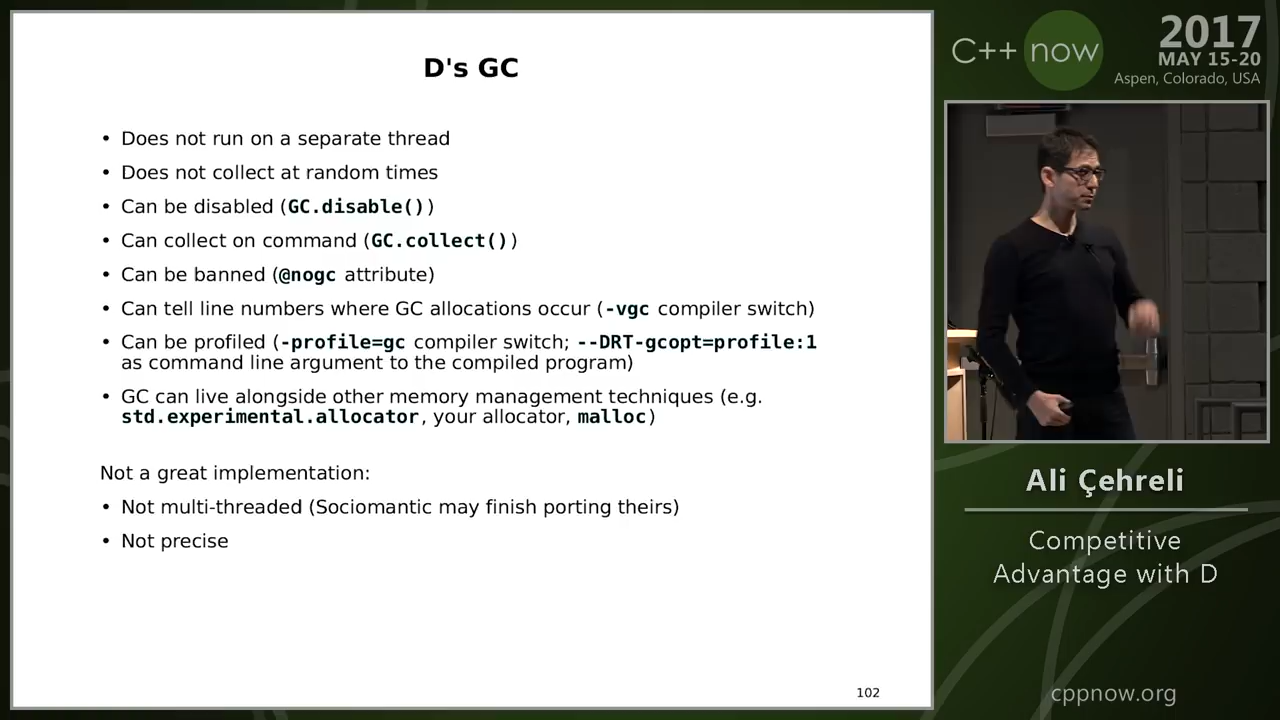 D's GC
• Does not run on a separate thread
• Does not collect at random times
• Can be disabled (GC.disable())
• Can collect on command (GC.collect())
• Can be banned (@nogc attribute)
• Can tell line numbers where GC allocations occur (-vgc compiler switch)
• Can be profiled (-profile=gc compiler switch; --DRT-gcopt=profile:1
as command line argument to the compiled program)
• GC can live alongside other memory management techniques (e.g.
std.experimental.allocator, your allocator, malloc)
Not a great implementation:
• Not multi-threaded (Sociomantic may finish porting theirs)
• Not precise
102
C++ now
2017
MAY 15-20
Aspen, Colorado, USA
Ali Çehreli
Competitive
Advantage with D
cppnow.org